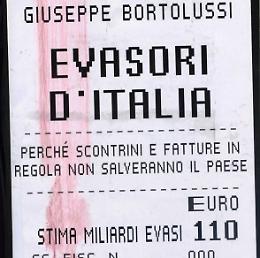 GIUSEPPE BORTOLUSSI
EVASORI
D'ITALIA
PERCHÉ SCONTRINI E FATTURE IN
REGOLA NON SALVERANNO IL PAESE
EURO
STIMA MILIARDI EVASI 110